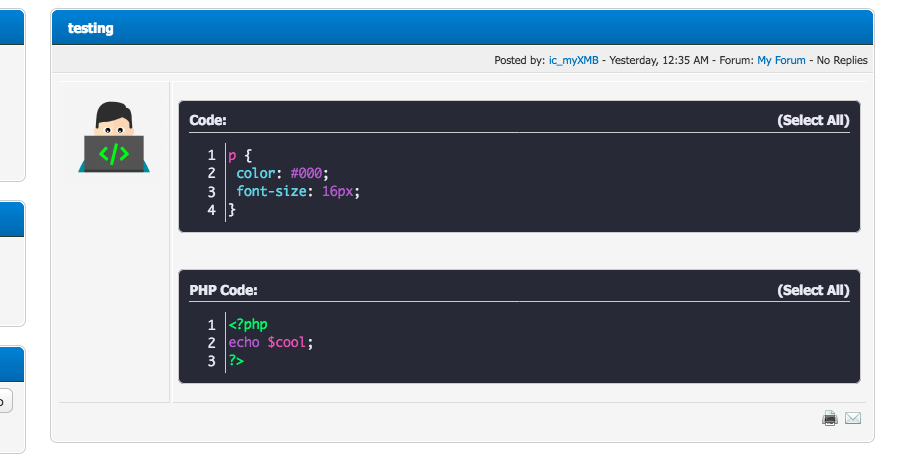 testing
Posted by: ic_myXMB - Yesterday, 12:35 AM - Forum: My Forum - No Replies
</>
Code: (Select All)
1 p {
2  color: #000;
3  font-size: 16px;
4 }
PHP Code: (Select All)
1 <?php
2 echo $cool;
3 ?>